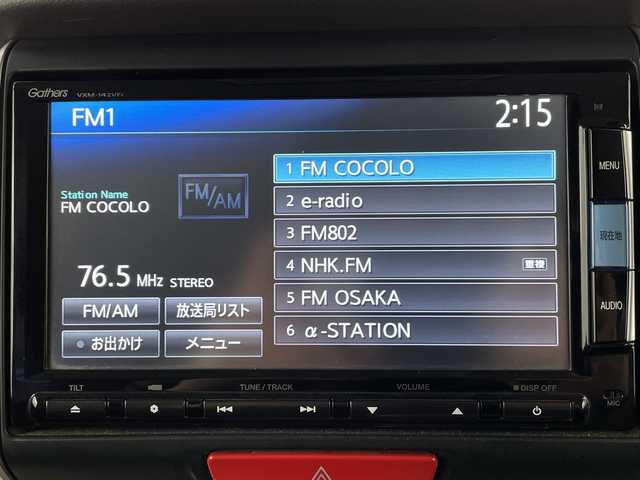 Gathers VXM-142VFi
FM1 2:15
Station Name
FM COCOLO
FM/AM
76.5 MHz STEREO
FM/AM 放送局リスト
お出かけ メニュー
1 FM COCOLO
2 e-radio
3 FM802
4 NHK.FM 重複
5 FM OSAKA
6 α-STATION
MENU
現在地
AUDIO
MIC
TILT TUNE / TRACK VOLUME DISP OFF